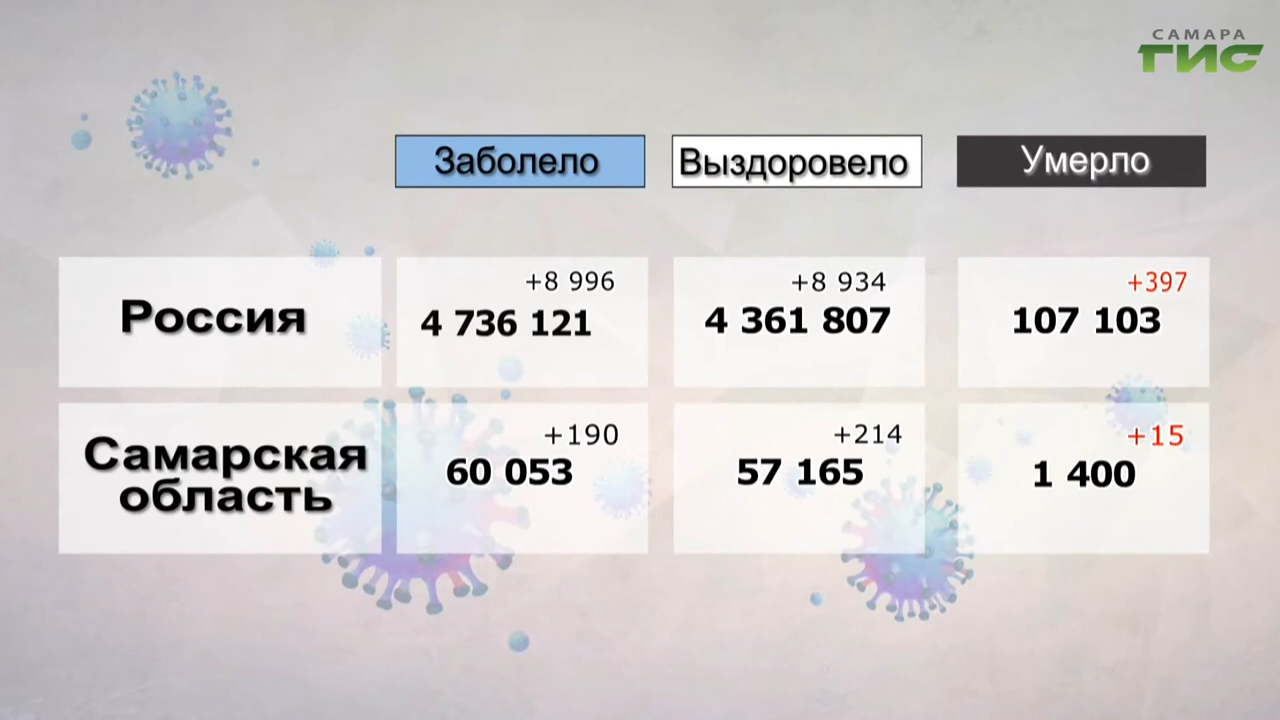 САМАРА
ГИС
Заболело Выздоровело Умерло
+8 996 +8 934 +397
Россия 4 736 121 4 361 807 107 103
+190 +214 +15
Самарская 60 053 57 165 1 400
область